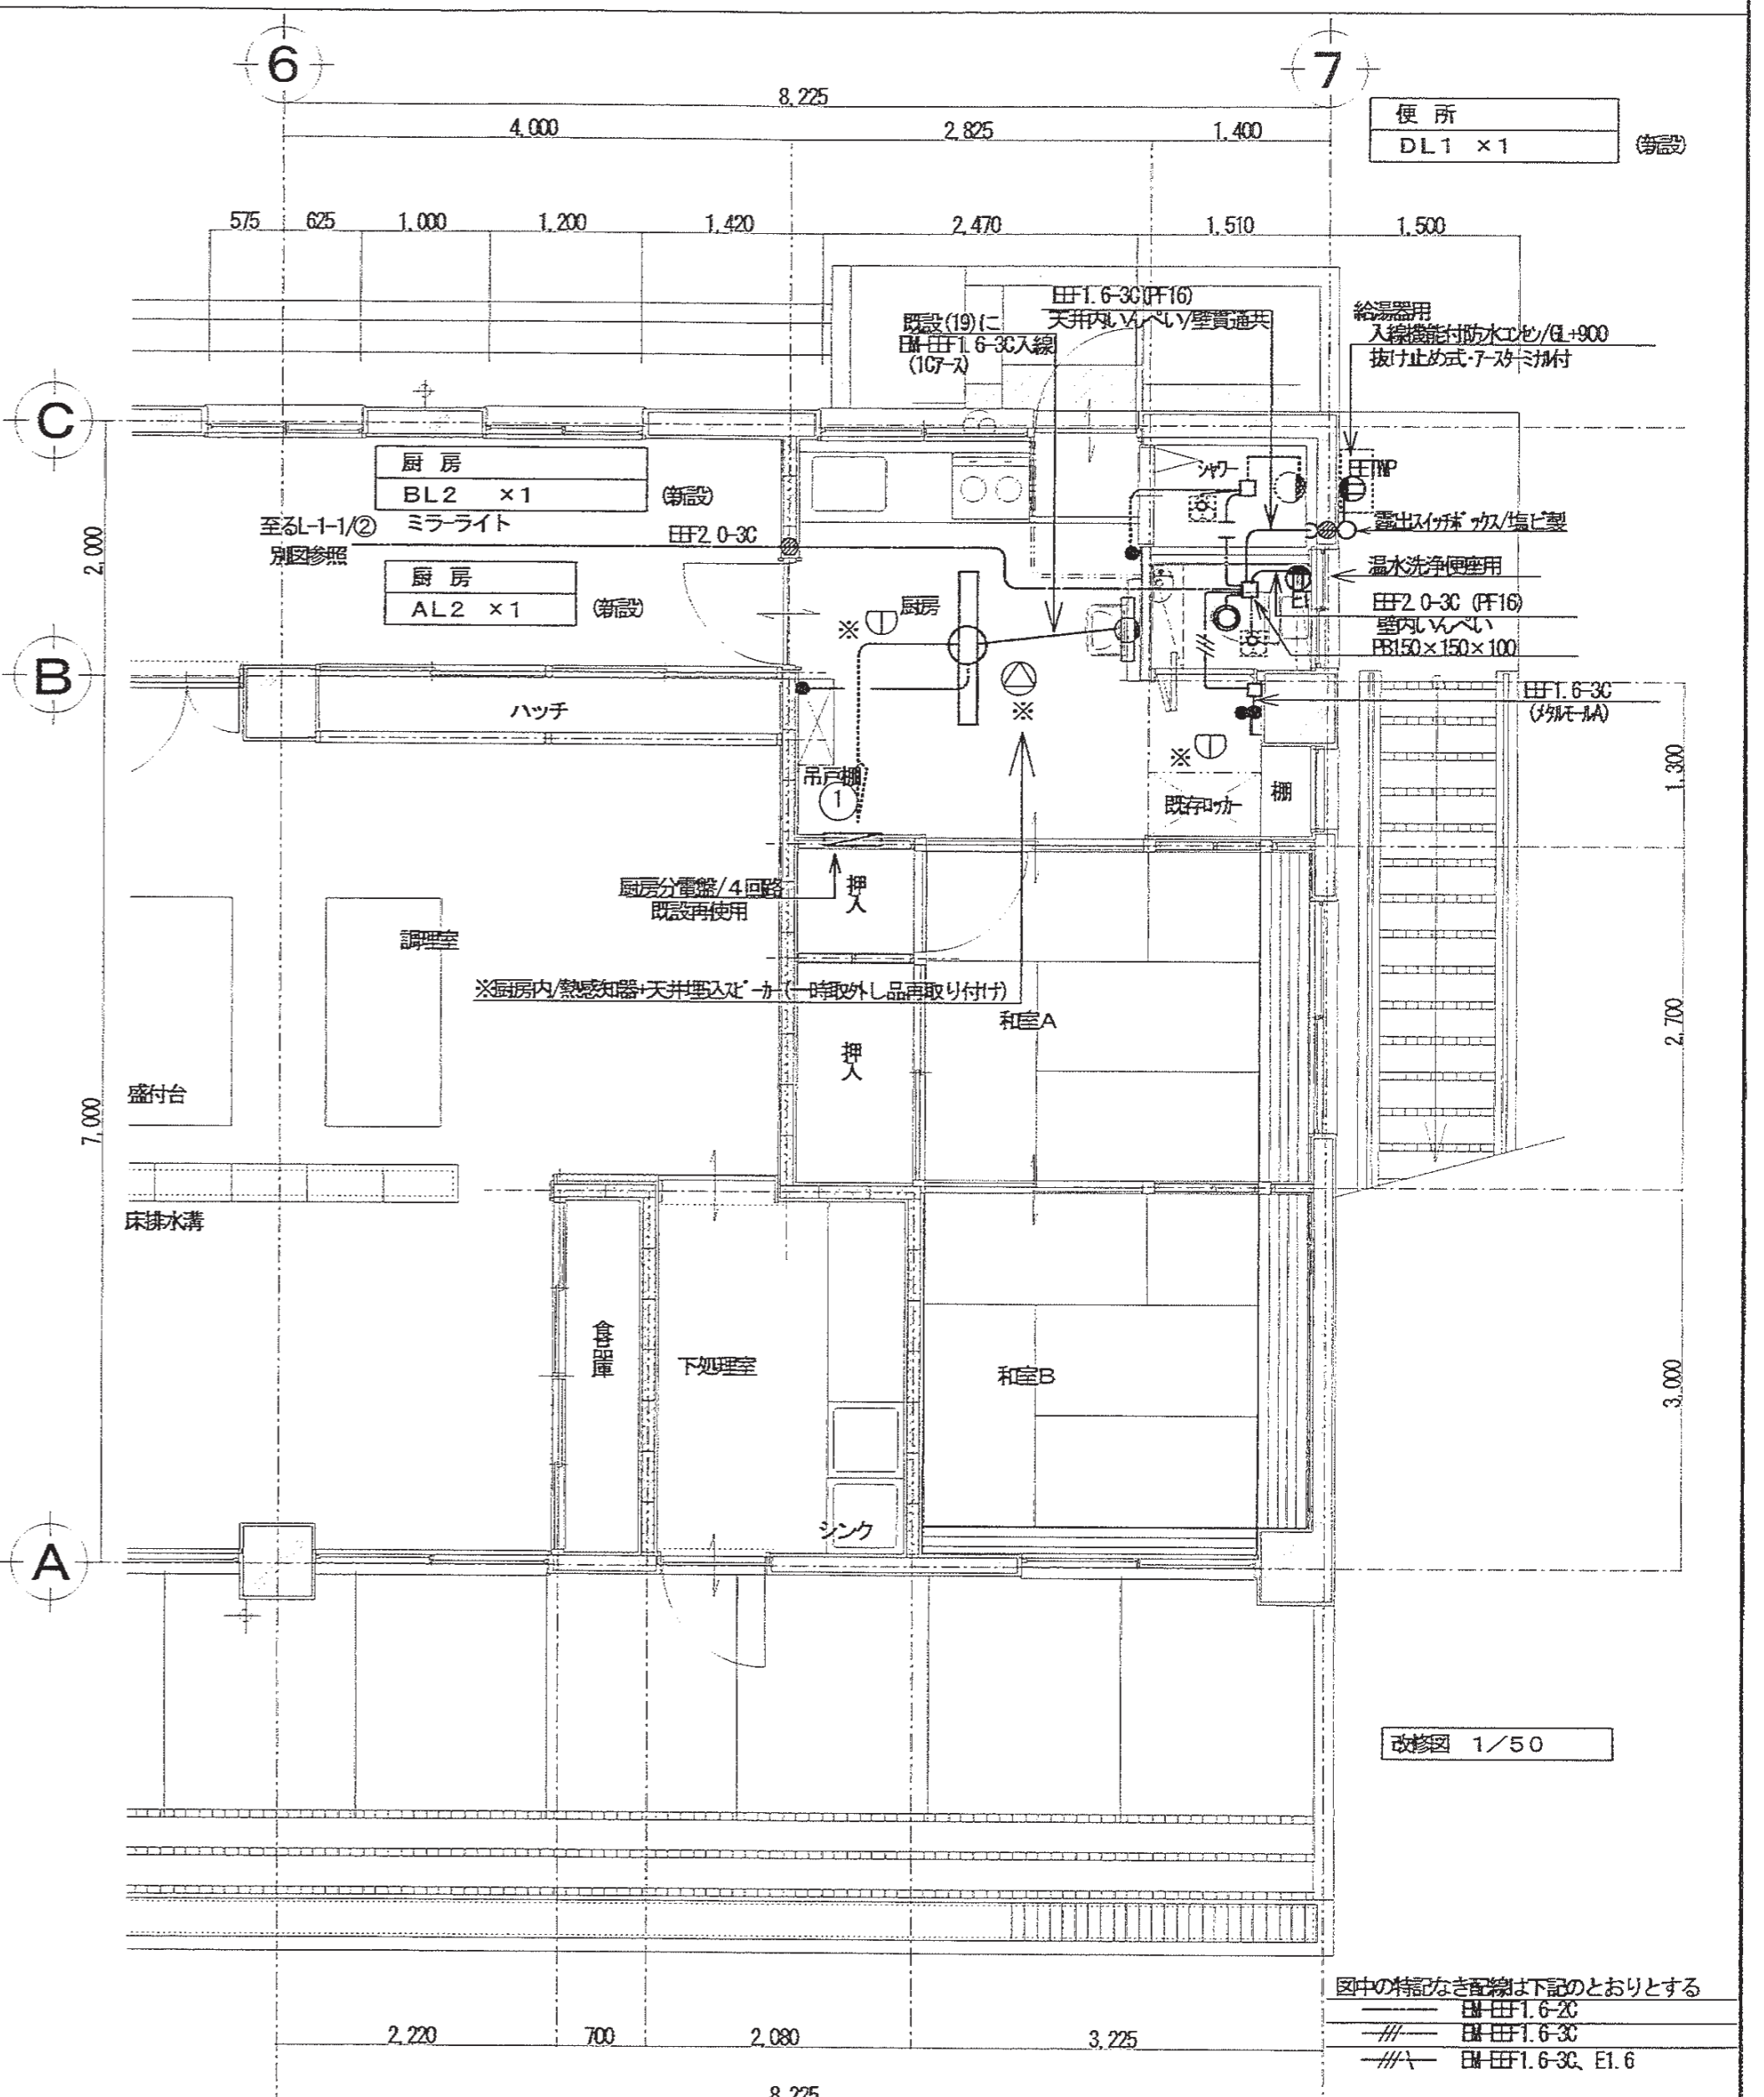 6
7
8,225
4,000
2,825
1,400
便 所
DL1 ×1
(新設)
575
625
1,000
1,200
1,420
2,470
1,510
1,500
EEF1.6-3C(PF16)
天井内いんぺい/壁貫通共
既設(19)に
EM-EEF1.6-3C入線
(1Cアース)
給湯器用
入線機能付防水コンセン/GL+900
抜け止め式・アースターミナル付
C
厨 房
BL2 ×1
(新設)
ミラーライト
至るL-1-1/②
別図参照
EEF2.0-3C
厨 房
AL2 ×1
(新設)
シャワー
EETWP
露出スイッチボックス/塩ビ製
温水洗浄便座用
EEF2.0-3C (PF16)
壁内いんぺい
PB150×150×100
2,000
※
厨房
ET
B
ハッチ
※
EEF1.6-3C
(メタルモールA)
※
吊戸棚
1
既存ロッカー
棚
1,300
厨房分電盤/4回路
既設再使用
押入
調理室
※厨房内/熱感知器+天井埋込スピーカー(一時取外し品再取り付け)
和室A
押入
2,700
盛付台
7,000
床排水溝
食器庫
下処理室
和室B
3,000
シンク
A
改修図 1/50
図中の特記なき配線は下記のとおりとする
EM-EEF1.6-2C
EM-EEF1.6-3C
EM-EEF1.6-3C、E1.6
2,220
700
2,080
3,225
8,225